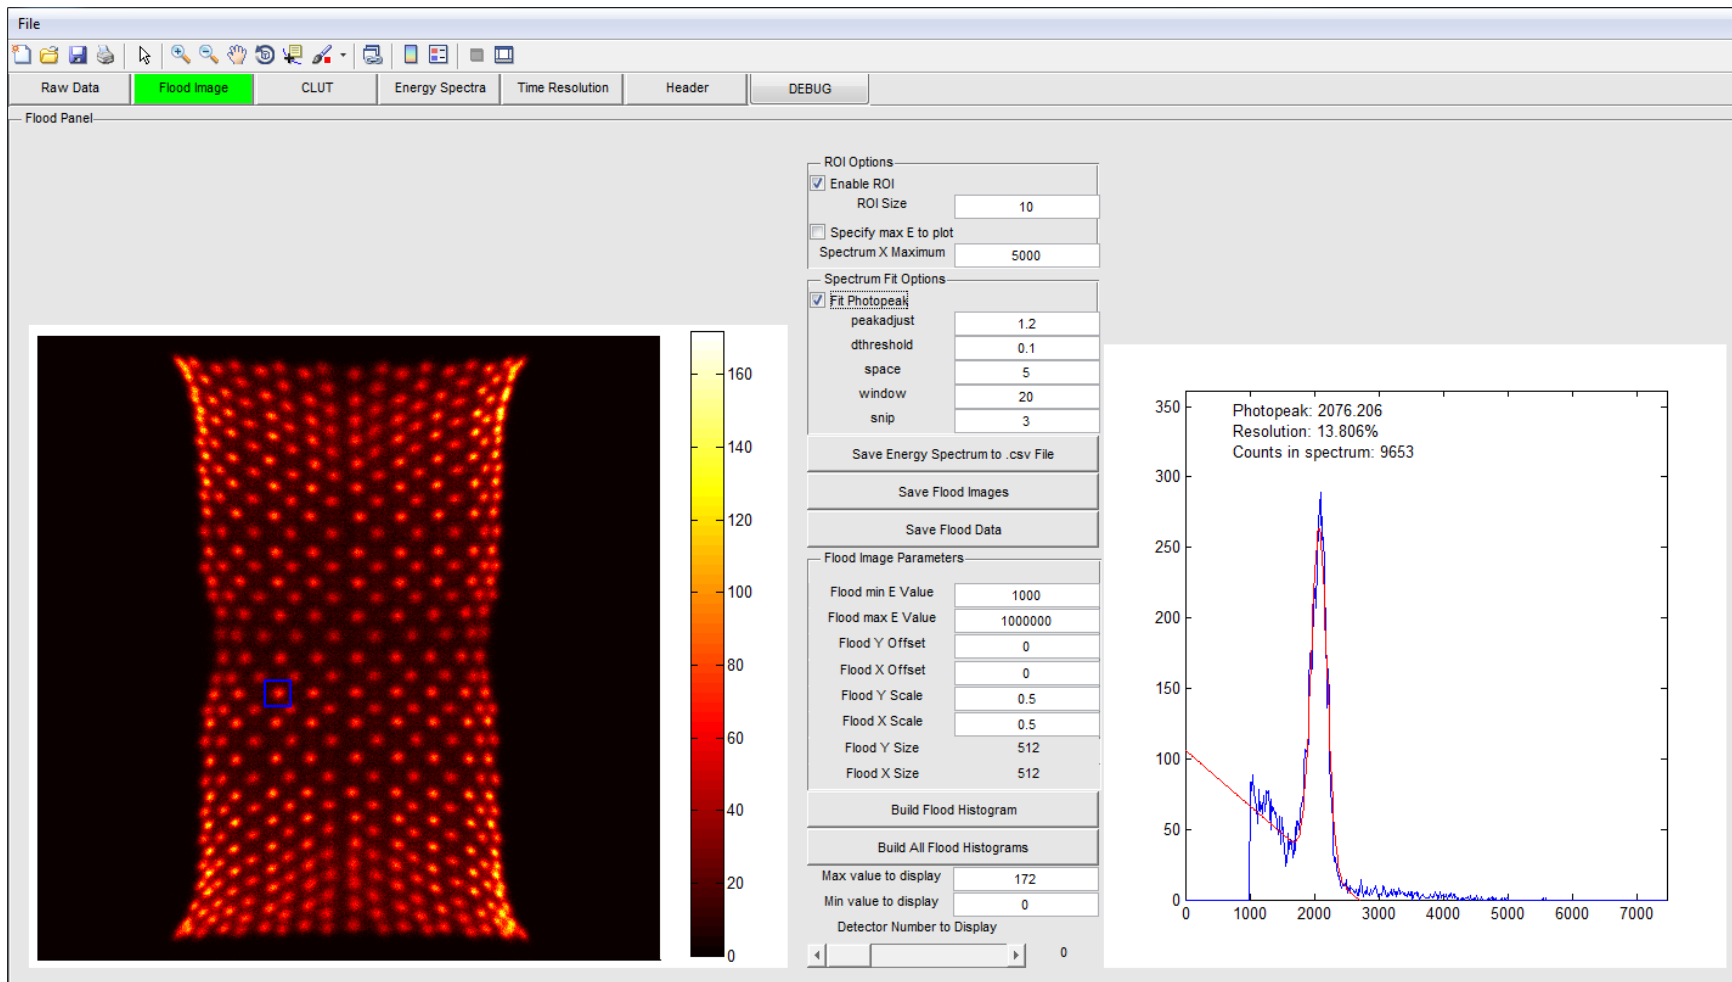 File
Raw Data
Flood Image
CLUT
Energy Spectra
Time Resolution
Header
DEBUG
Flood Panel
ROI Options
Enable ROI
ROI Size 10
Specify max E to plot
Spectrum X Maximum 5000
Spectrum Fit Options
Fit Photopeak
peakadjust 1.2
dthreshold 0.1
space 5
window 20
snip 3
Save Energy Spectrum to .csv File
Save Flood Images
Save Flood Data
Flood Image Parameters
Flood min E Value 1000
Flood max E Value 1000000
Flood Y Offset 0
Flood X Offset 0
Flood Y Scale 0.5
Flood X Scale 0.5
Flood Y Size 512
Flood X Size 512
Build Flood Histogram
Build All Flood Histograms
Max value to display 172
Min value to display 0
Detector Number to Display
0
160
140
120
100
80
60
40
20
0
Photopeak: 2076.206
Resolution: 13.806%
Counts in spectrum: 9653
350
300
250
200
150
100
50
0
0 1000 2000 3000 4000 5000 6000 7000